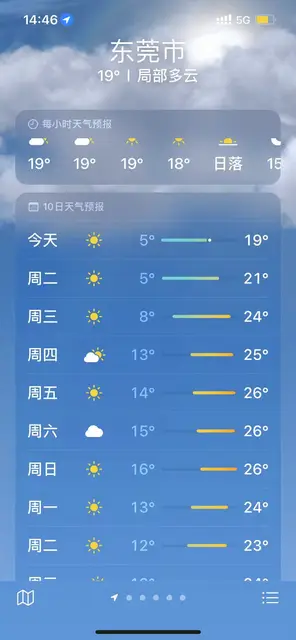 14:46
5G
东莞市
19° | 局部多云
每小时天气预报
19° 19° 19° 18° 日落
10日天气预报
今天 5° 19°
周二 5° 21°
周三 8° 24°
周四 13° 25°
周五 14° 26°
周六 15° 26°
周日 16° 26°
周一 13° 24°
周二 12° 23°